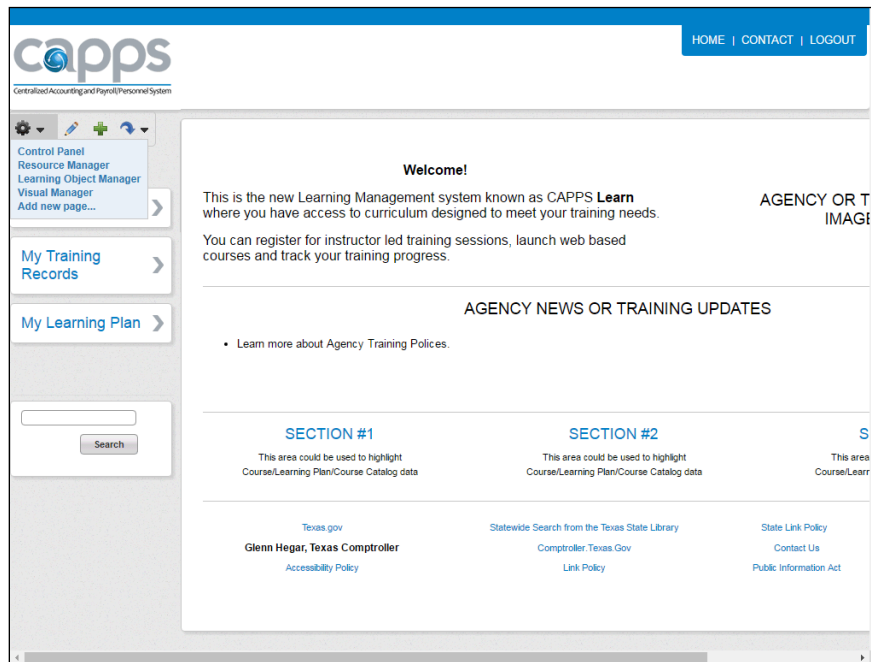 HOME | CONTACT | LOGOUT
capps
Centralized Accounting and Payroll/Personnel System
Control Panel
Resource Manager
Learning Object Manager
Visual Manager
Add new page...
My Training
Records
My Learning Plan
Search
Welcome!
This is the new Learning Management system known as CAPPS Learn
where you have access to curriculum designed to meet your training needs.
You can register for instructor led training sessions, launch web based
courses and track your training progress.
AGENCY OR T
IMAGE
AGENCY NEWS OR TRAINING UPDATES
• Learn more about Agency Training Polices.
SECTION #1
This area could be used to highlight
Course/Learning Plan/Course Catalog data
SECTION #2
This area could be used to highlight
Course/Learning Plan/Course Catalog data
S
This area
Course/Learn
Texas.gov Statewide Search from the Texas State Library State Link Policy
Glenn Hegar, Texas Comptroller Comptroller.Texas.Gov Contact Us
Accessibility Policy Link Policy Public Information Act